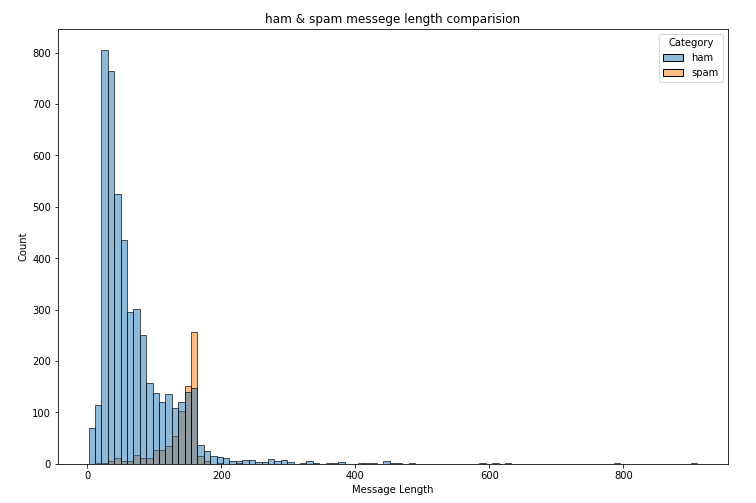 ham & spam messege length comparision
Category
ham
spam
800
700
600
500
400
300
200
100
0
Count
0 200 400 600 800
Message Length